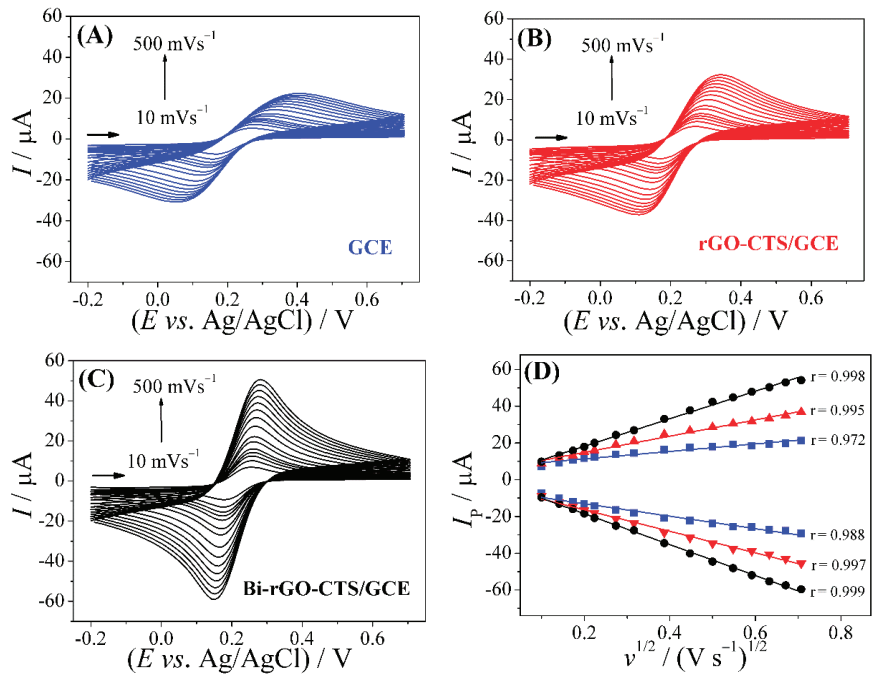 (A)
500 mVs⁻¹
10 mVs⁻¹
GCE
60
40
20
0
-20
-40
-60
I / μA
-0.2 0.0 0.2 0.4 0.6
(E vs. Ag/AgCl) / V
(B)
500 mVs⁻¹
10 mVs⁻¹
rGO-CTS/GCE
60
40
20
0
-20
-40
-60
I / μA
-0.2 0.0 0.2 0.4 0.6
(E vs. Ag/AgCl) / V
(C)
500 mVs⁻¹
10 mVs⁻¹
Bi-rGO-CTS/GCE
60
40
20
0
-20
-40
-60
I / μA
-0.2 0.0 0.2 0.4 0.6
(E vs. Ag/AgCl) / V
(D)
r = 0.998
r = 0.995
r = 0.972
r = 0.988
r = 0.997
r = 0.999
60
40
20
0
-20
-40
-60
I_P / μA
0.2 0.4 0.6 0.8
v^1/2 / (V s⁻¹)^1/2